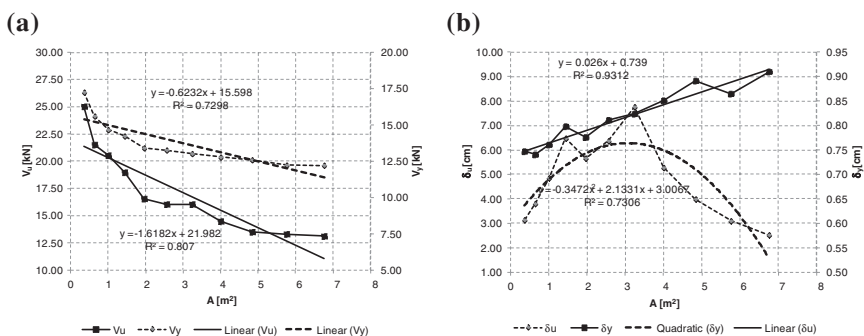 (a)
(b)
30.00
27.50
25.00
22.50
20.00
17.50
15.00
12.50
10.00
Vu [kN]
20.00
17.50
15.00
12.50
10.00
7.50
5.00
Vy [kN]
y =-0.6232x + 15.598
R² = 0.7298
y =-1.6182x + 21.982
R² = 0.807
0 1 2 3 4 5 6 7 8
A [m²]
Vu Vy Linear (Vu) Linear (Vy)
10.00
9.00
8.00
7.00
6.00
5.00
4.00
3.00
2.00
1.00
δu [cm]
0.95
0.90
0.85
0.80
0.75
0.70
0.65
0.60
0.55
0.50
δy [cm]
y = 0.026x + 0.739
R² = 0.9312
y =-0.3472x² + 2.1331x + 3.0067
R² = 0.7306
0 1 2 3 4 5 6 7 8
A [m²]
δu δy Quadratic (δy) Linear (δu)